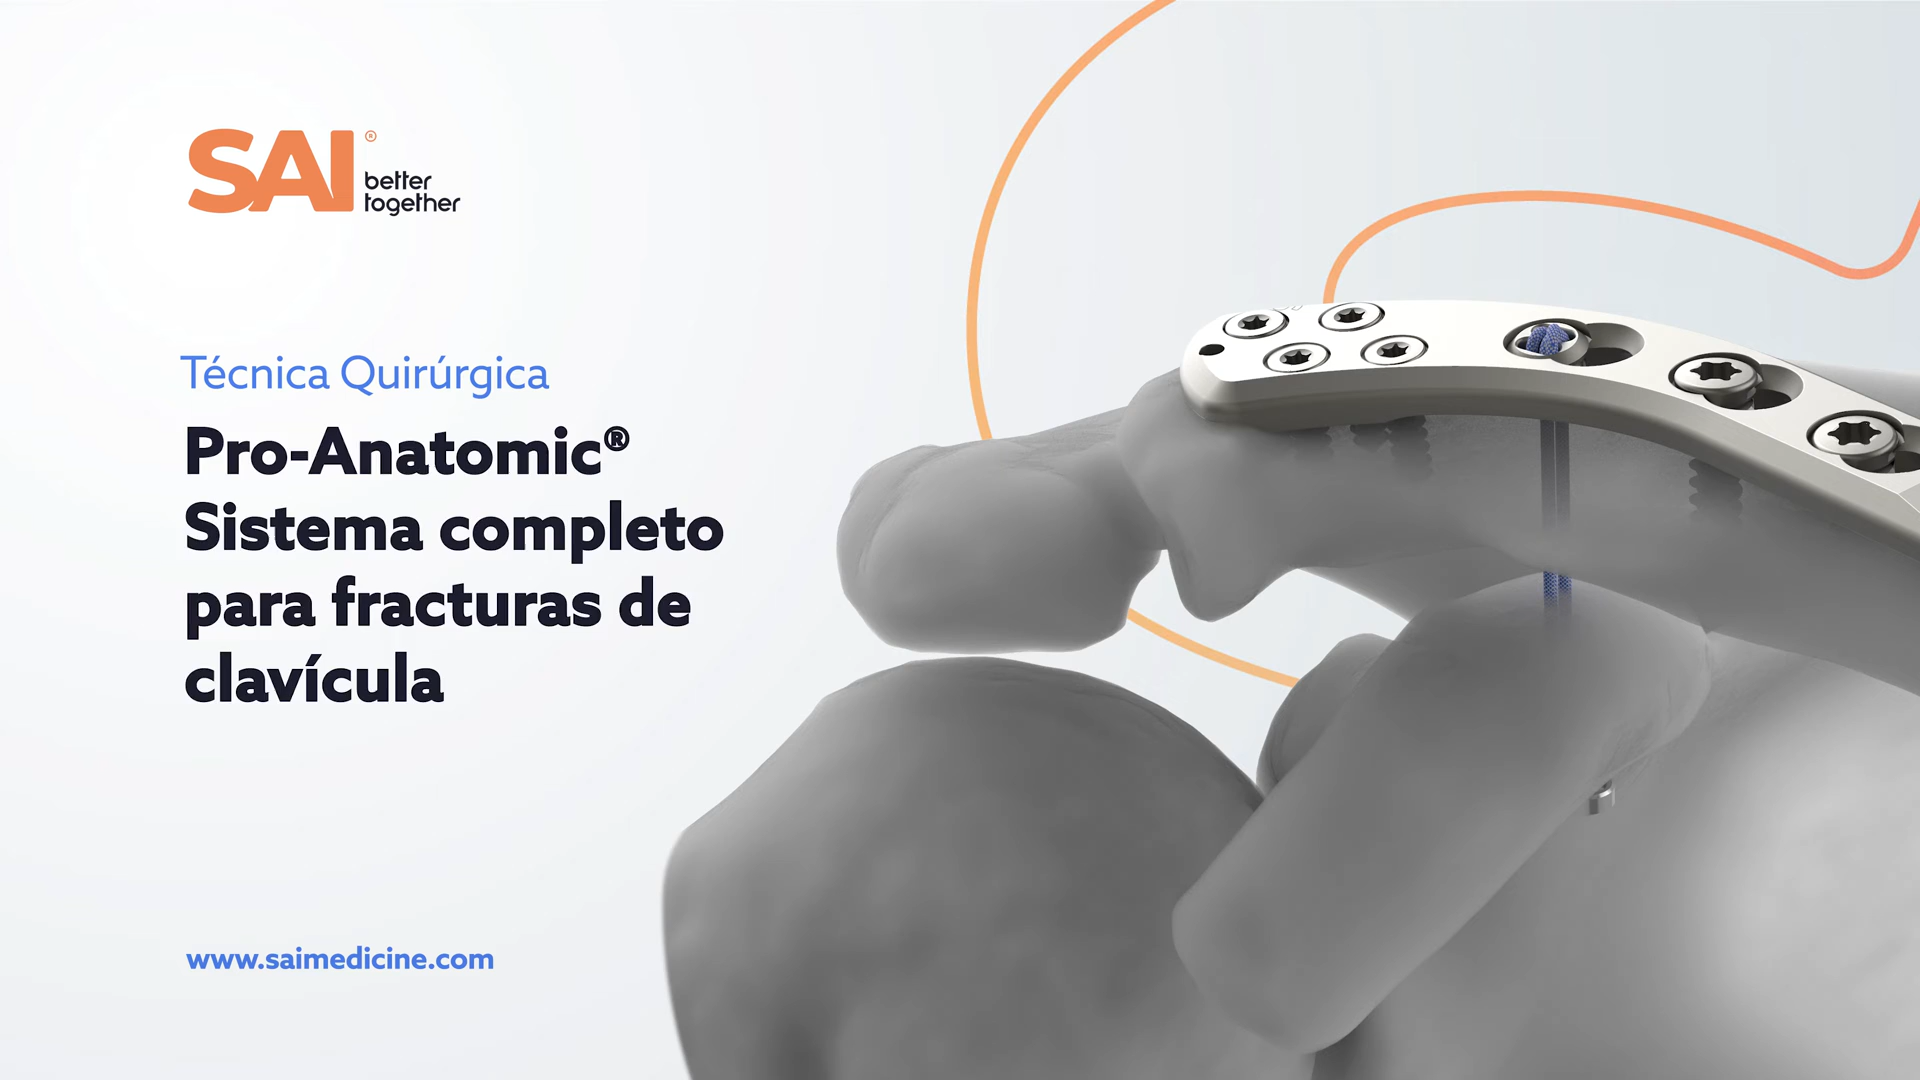 SAI®
better
together
Técnica Quirúrgica
Pro-Anatomic®
Sistema completo
para fracturas de
clavícula
www.saimedicine.com